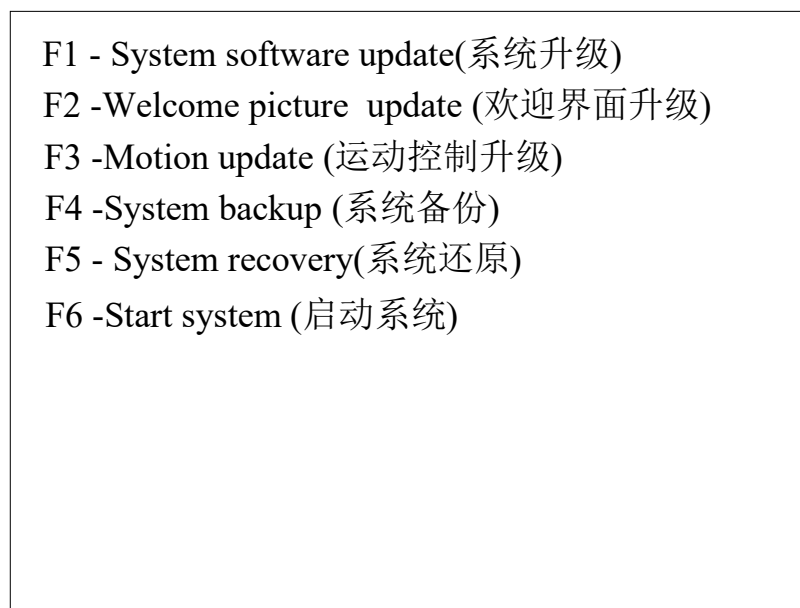 F1 - System software update(系统升级)
F2 -Welcome picture  update (欢迎界面升级)
F3 -Motion update (运动控制升级)
F4 -System backup (系统备份)
F5 - System recovery(系统还原)
F6 -Start system (启动系统)